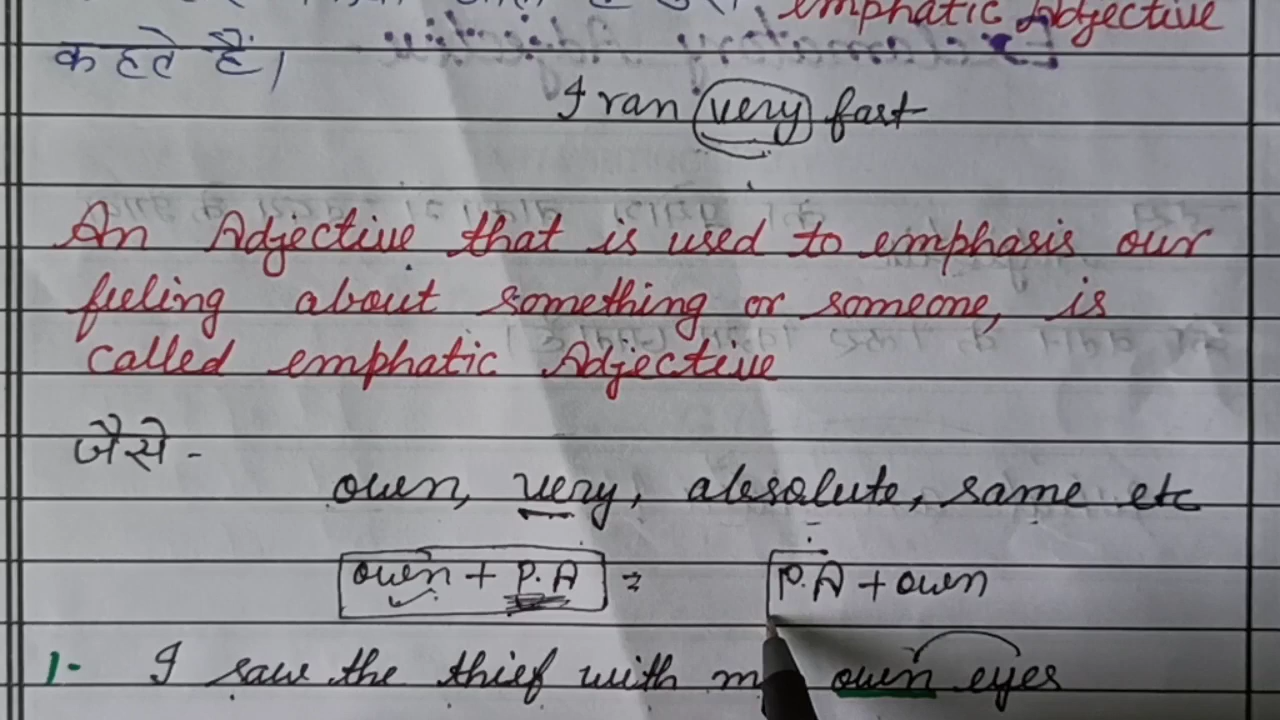 emphatic Adjective
कहते हैं।
I ran very fast
An Adjective that is used to emphasis our
feeling about something or someone, is
called emphatic Adjective
जैसे -
own, very, absolute, same etc
own + P.A = P.A + own
1- I saw the thief with m own eyes